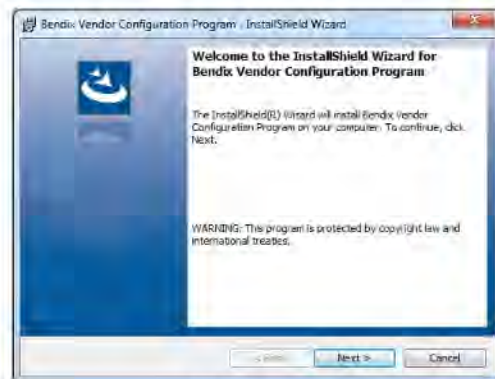 Bendix Vendor Configuration Program - InstallShield Wizard
Welcome to the InstallShield Wizard for
Bendix Vendor Configuration Program
The InstallShield(R) Wizard will install Bendix Vendor
Configuration Program on your computer. To continue, click
Next.
WARNING: This program is protected by copyright law and
international treaties.
Next >
Cancel